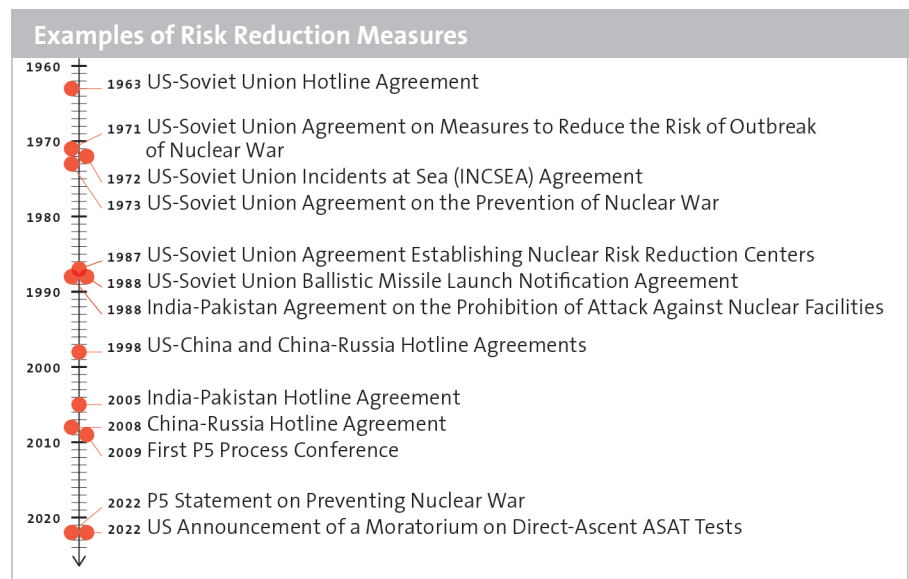 Examples of Risk Reduction Measures
1960
1963 US-Soviet Union Hotline Agreement
1971 US-Soviet Union Agreement on Measures to Reduce the Risk of Outbreak
1970
of Nuclear War
1972 US-Soviet Union Incidents at Sea (INCSEA) Agreement
1973 US-Soviet Union Agreement on the Prevention of Nuclear War
1980
1987 US-Soviet Union Agreement Establishing Nuclear Risk Reduction Centers
1988 US-Soviet Union Ballistic Missile Launch Notification Agreement
1990
1988 India-Pakistan Agreement on the Prohibition of Attack Against Nuclear Facilities
1998 US-China and China-Russia Hotline Agreements
2000
2005 India-Pakistan Hotline Agreement
2008 China-Russia Hotline Agreement
2010
2009 First P5 Process Conference
2022 P5 Statement on Preventing Nuclear War
2020
2022 US Announcement of a Moratorium on Direct-Ascent ASAT Tests